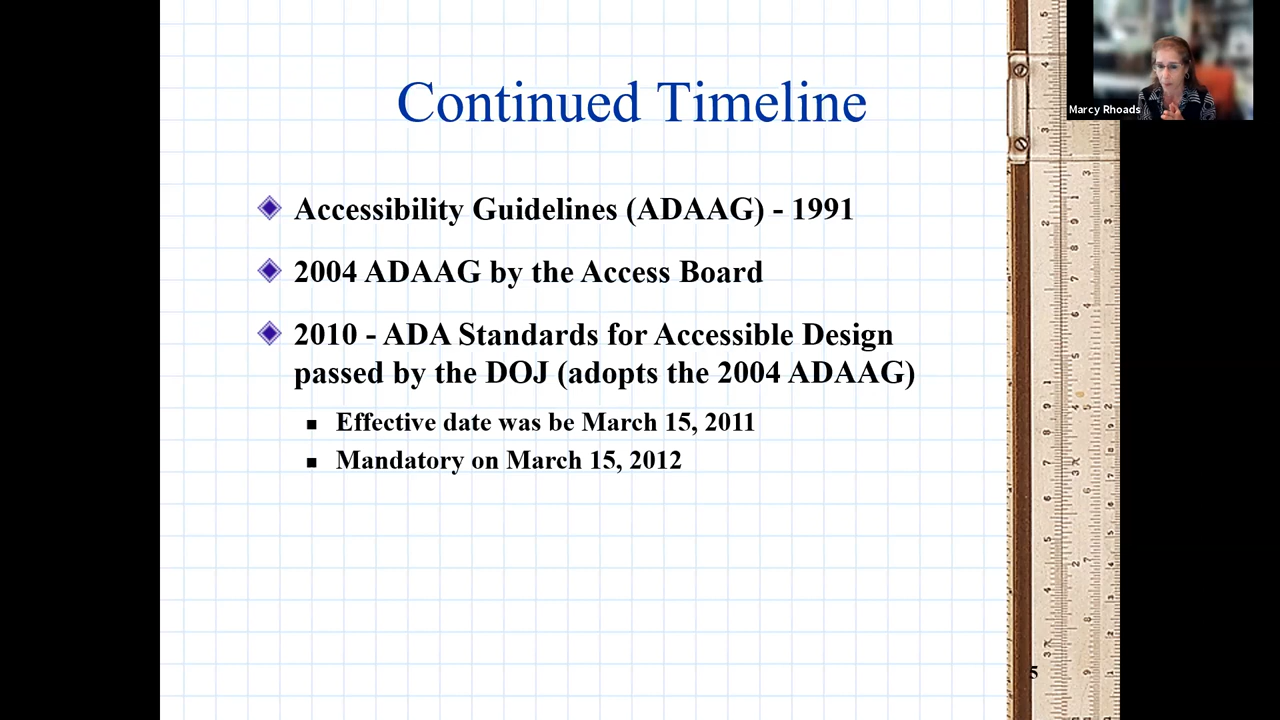 Continued Timeline
Marcy Rhoads
Accessibility Guidelines (ADAAG) - 1991
2004 ADAAG by the Access Board
2010 - ADA Standards for Accessible Design
passed by the DOJ (adopts the 2004 ADAAG)
Effective date was be March 15, 2011
Mandatory on March 15, 2012
5